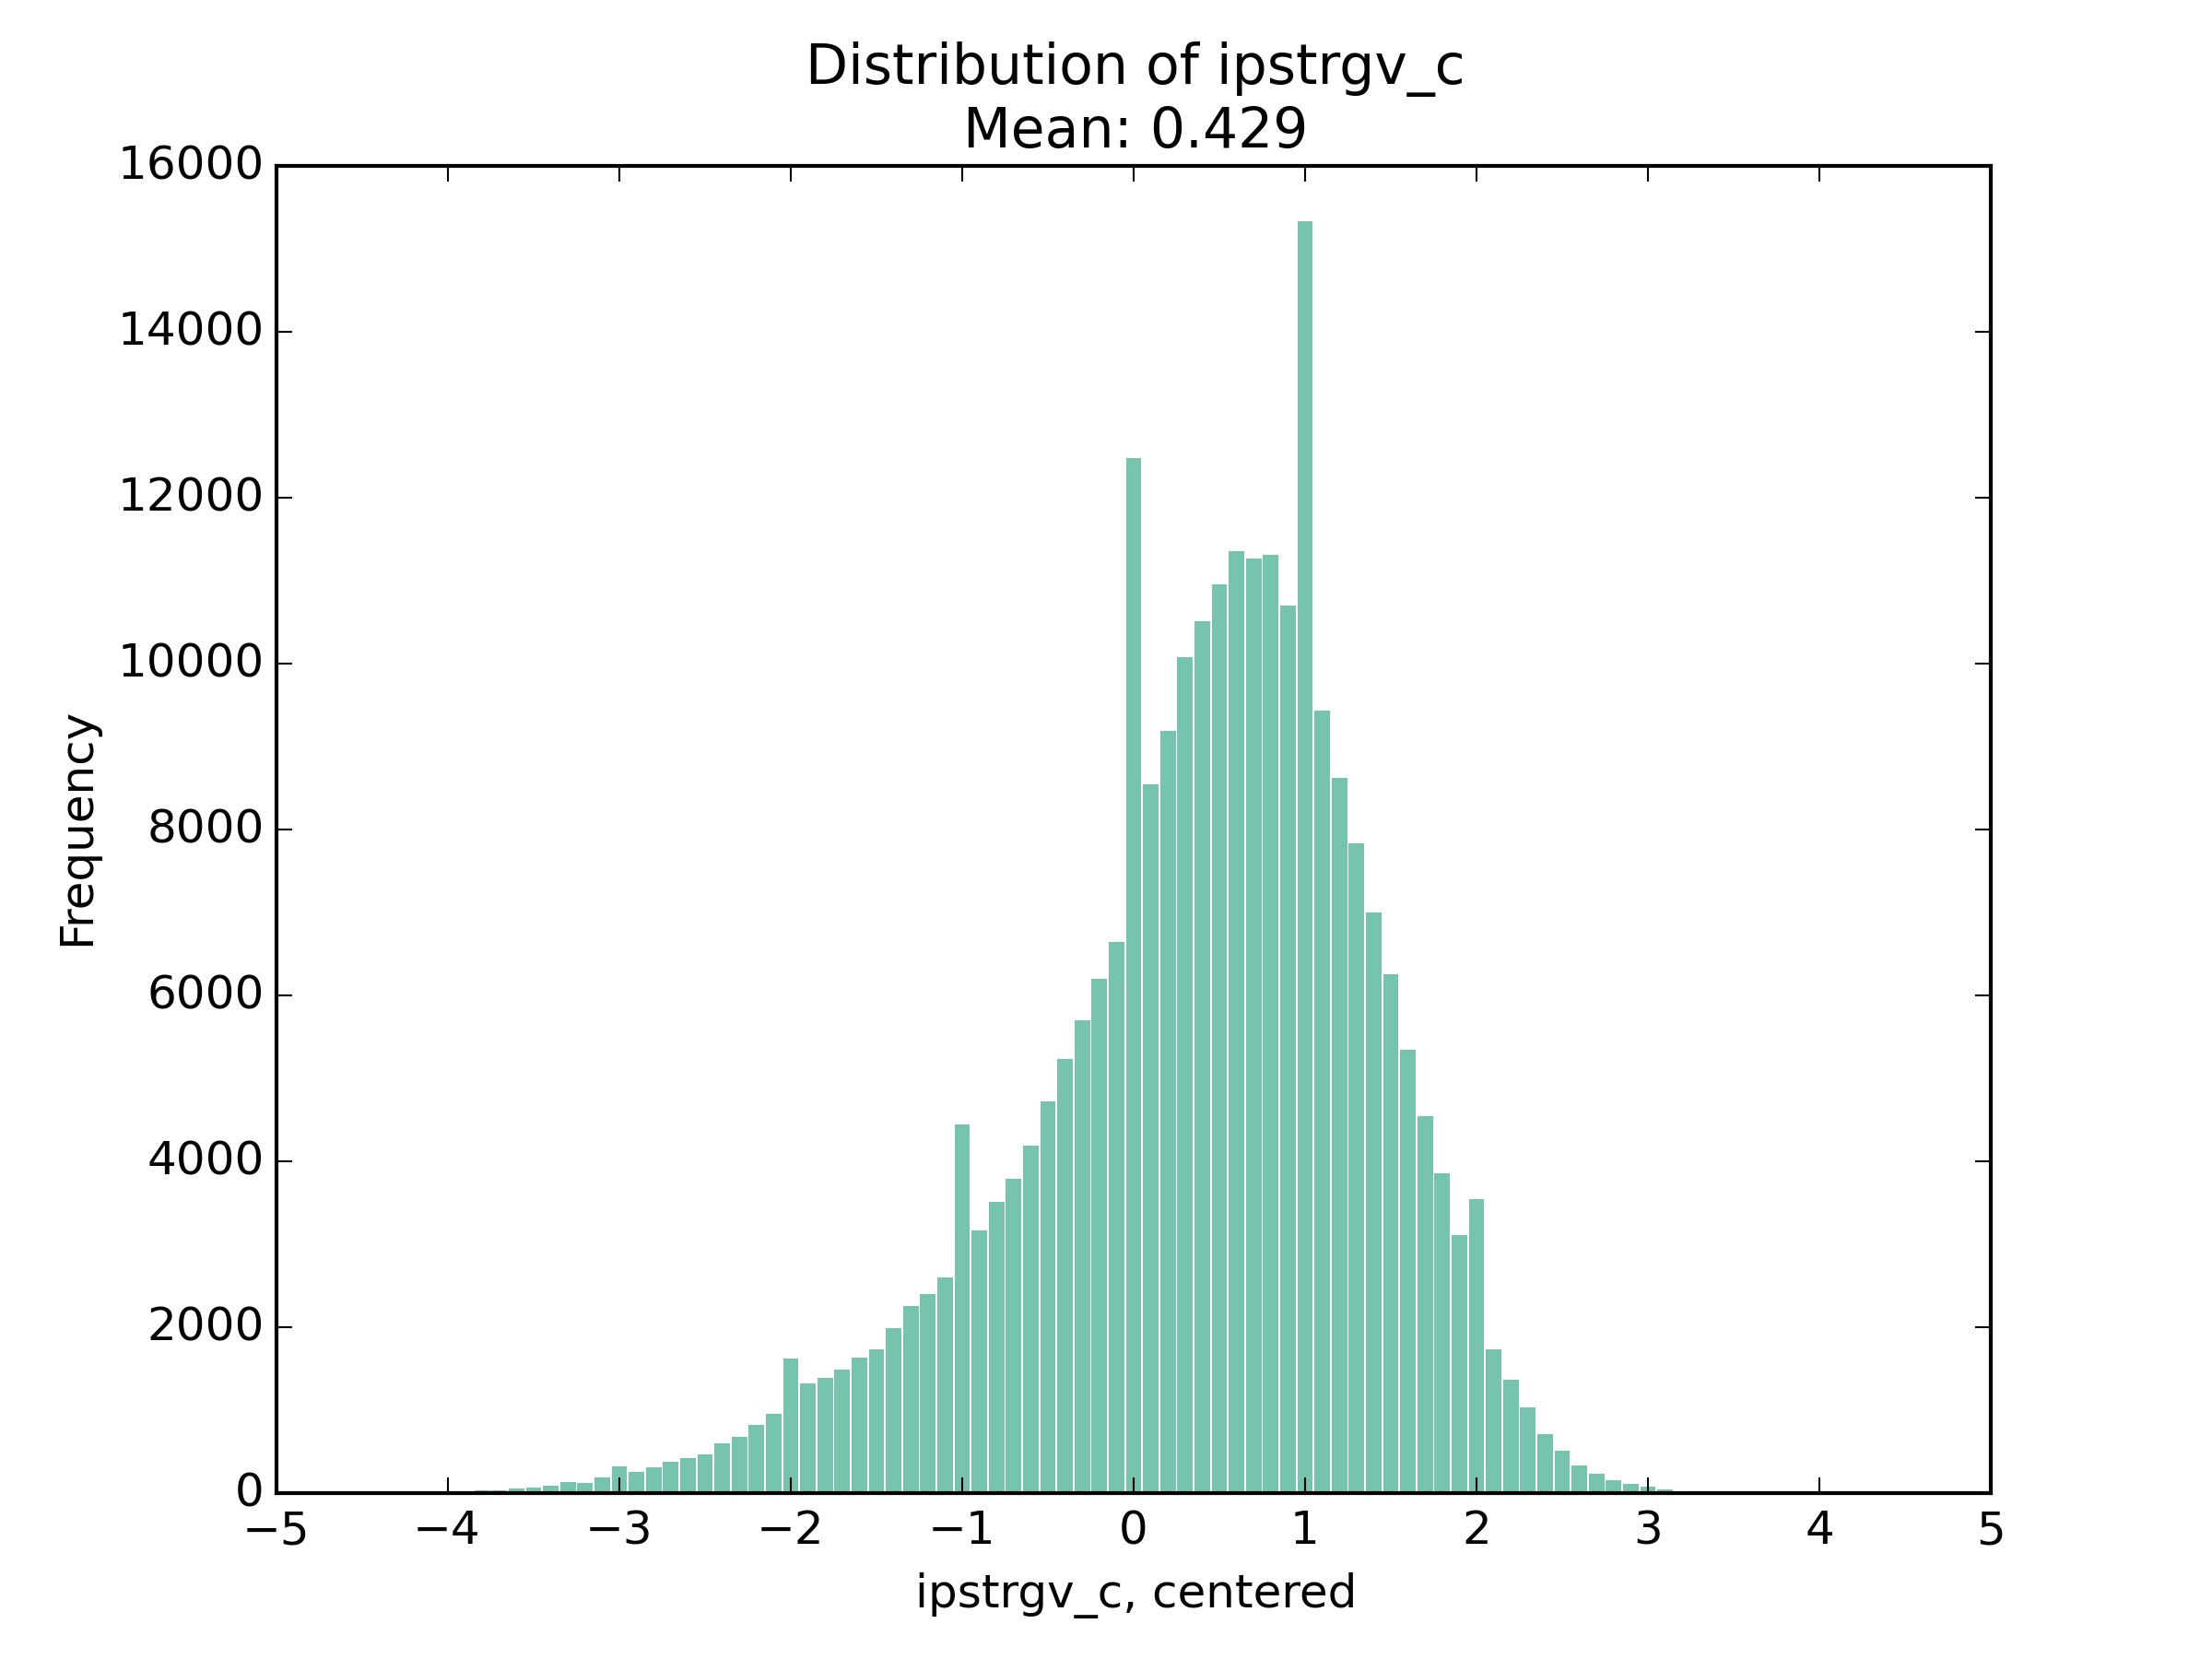 Distribution of ipstrgv_c
Mean: 0.429
16000
14000
12000
10000
8000
6000
4000
2000
0
Frequency
−5 −4 −3 −2 −1 0 1 2 3 4 5
ipstrgv_c, centered